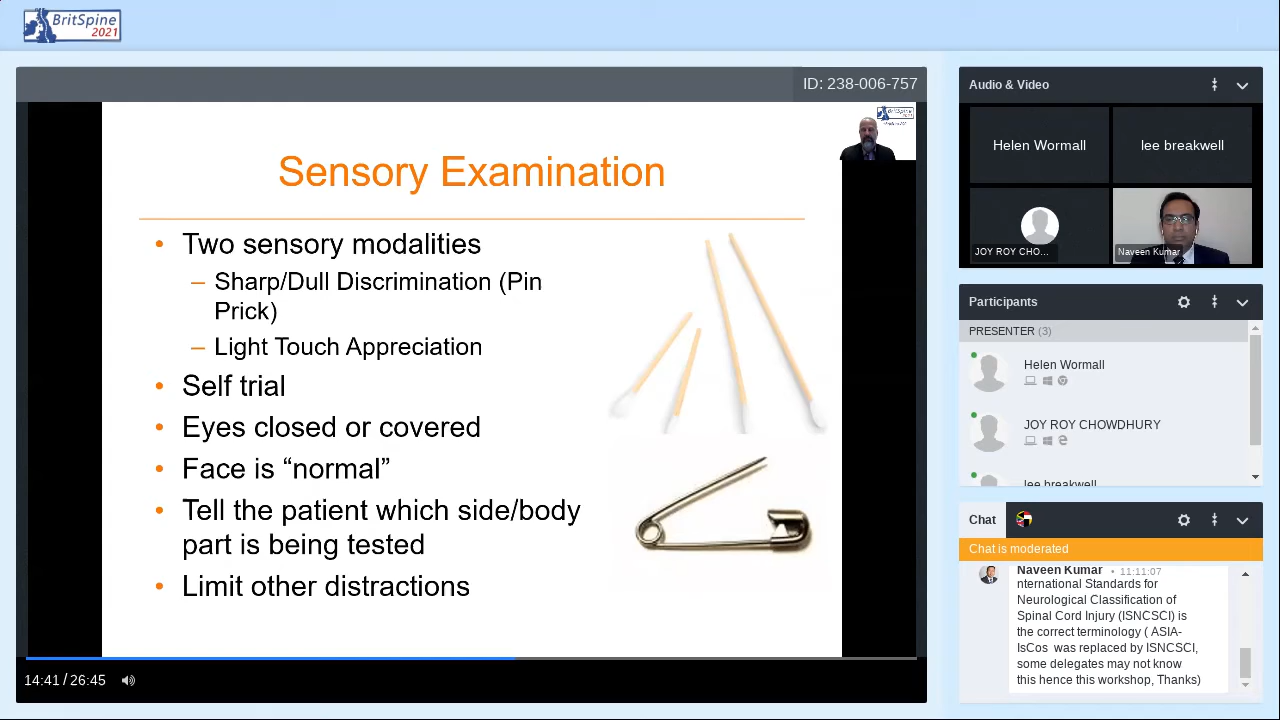 BritSpine
2021
ID: 238-006-757
Sensory Examination
• Two sensory modalities
– Sharp/Dull Discrimination (Pin
Prick)
– Light Touch Appreciation
• Self trial
• Eyes closed or covered
• Face is “normal”
• Tell the patient which side/body
part is being tested
• Limit other distractions
BritSpine
2021
14:41 / 26:45
Audio & Video
Helen Wormall
lee breakwell
JOY ROY CHO...
Naveen Kumar
Participants
PRESENTER (3)
Helen Wormall
JOY ROY CHOWDHURY
lee breakwell
Chat
Chat is moderated
Naveen Kumar • 11:11:07
nternational Standards for
Neurological Classification of
Spinal Cord Injury (ISNCSCI) is
the correct terminology ( ASIA-
IsCos was replaced by ISNCSCI,
some delegates may not know
this hence this workshop, Thanks)